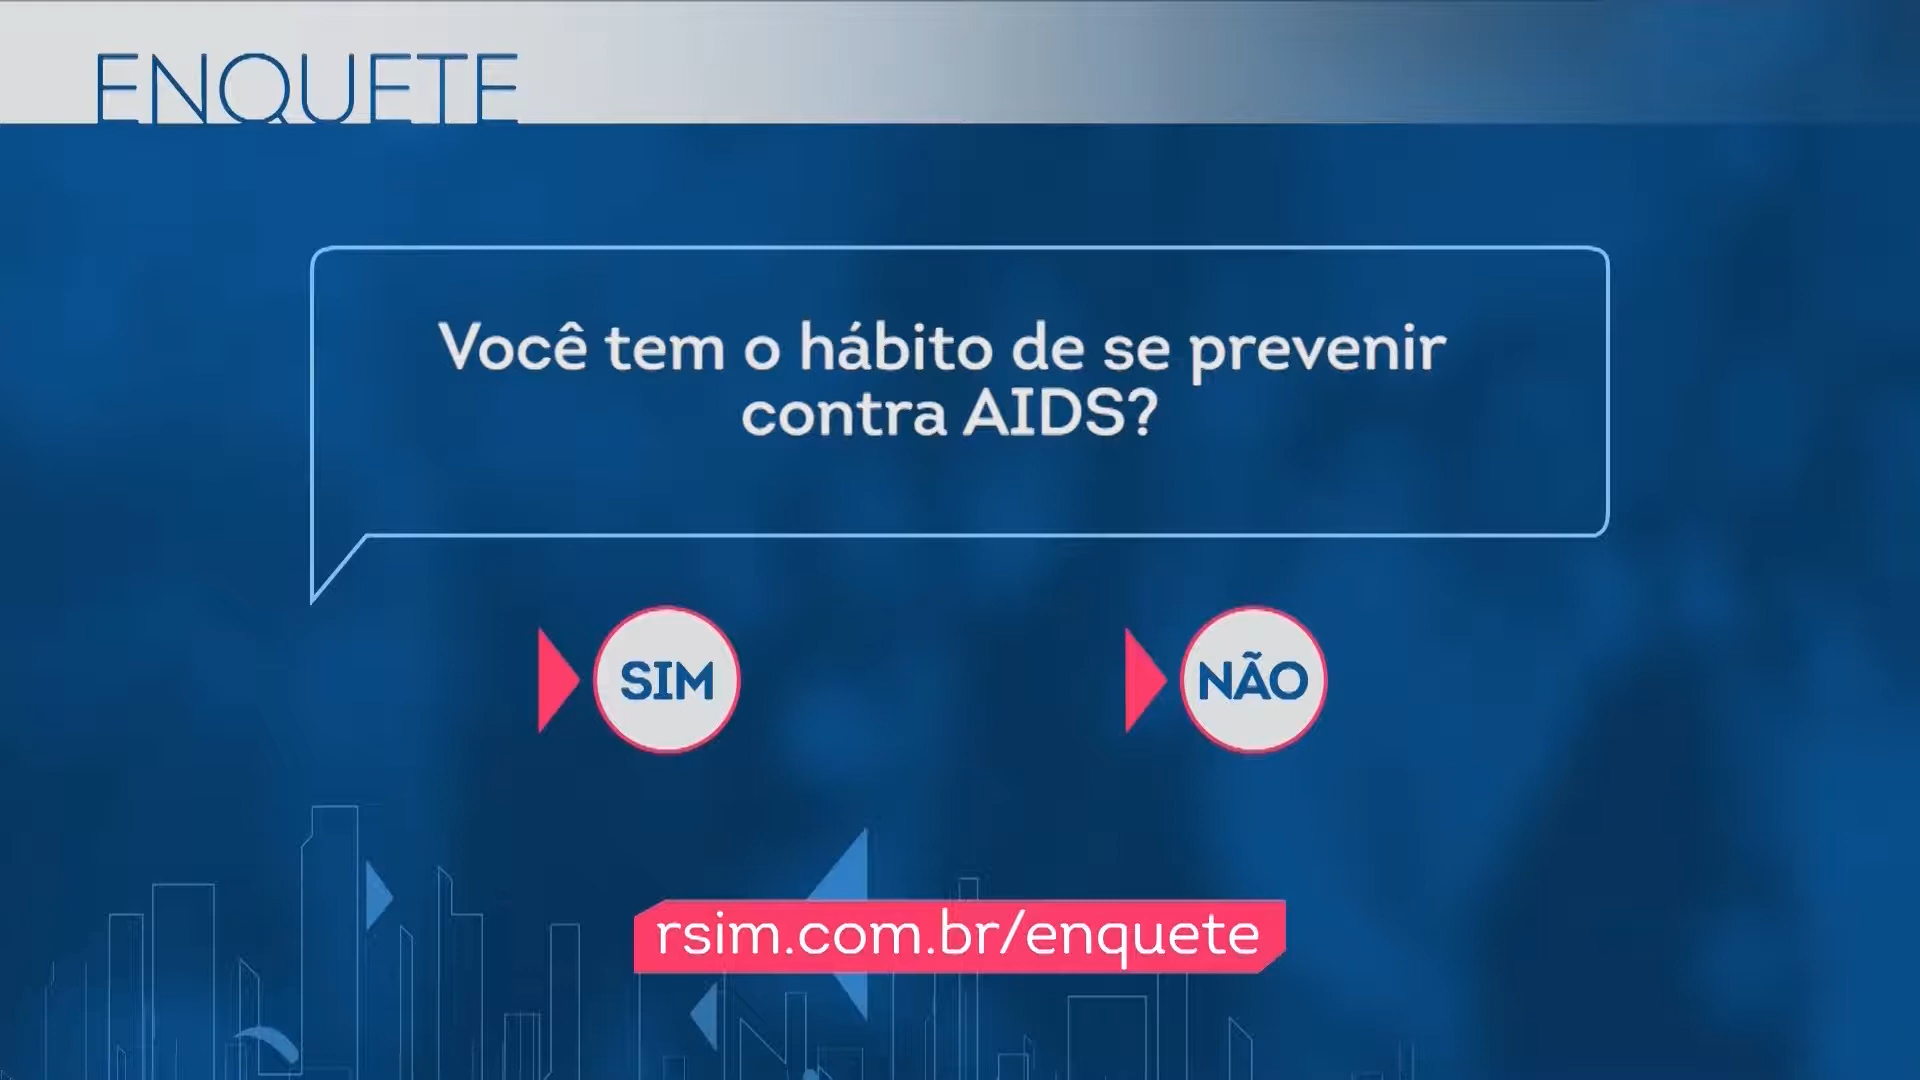 ENQUETE
Você tem o hábito de se prevenir
contra AIDS?
SIM
NÃO
rsim.com.br/enquete